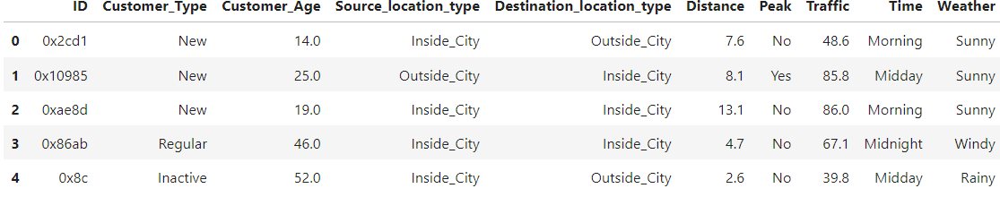 ID Customer_Type Customer_Age Source_location_type Destination_location_type Distance Peak Traffic Time Weather
0 0x2cd1 New 14.0 Inside_City Outside_City 7.6 No 48.6 Morning Sunny
1 0x10985 New 25.0 Outside_City Inside_City 8.1 Yes 85.8 Midday Sunny
2 0xae8d New 19.0 Inside_City Inside_City 13.1 No 86.0 Morning Sunny
3 0x86ab Regular 46.0 Inside_City Inside_City 4.7 No 67.1 Midnight Windy
4 0x8c Inactive 52.0 Inside_City Outside_City 2.6 No 39.8 Midday Rainy